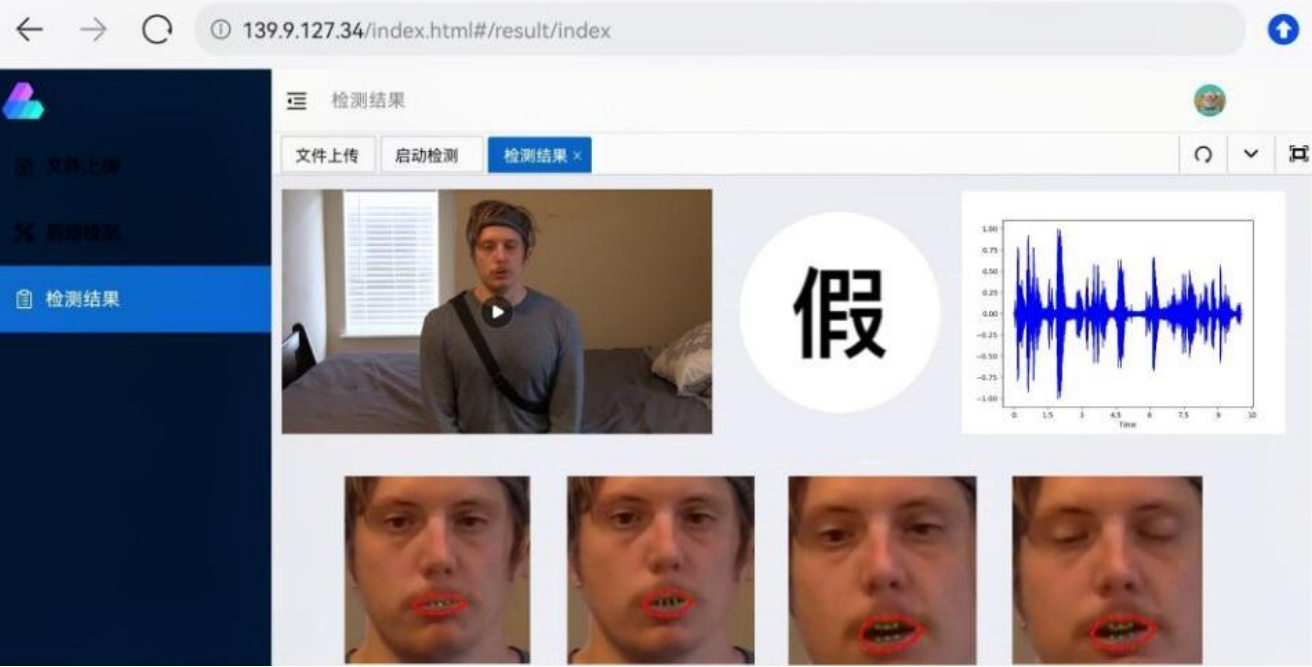 139.9.127.34/index.html#/result/index
检测结果
文件上传
启动检测
检测结果 ×
文件上传
启动检测
检测结果
假
1.00
0.75
0.50
0.25
0.00
-0.25
-0.50
-0.75
-1.00
0 1.5 3 4.5 6 7.5 9 10
Time